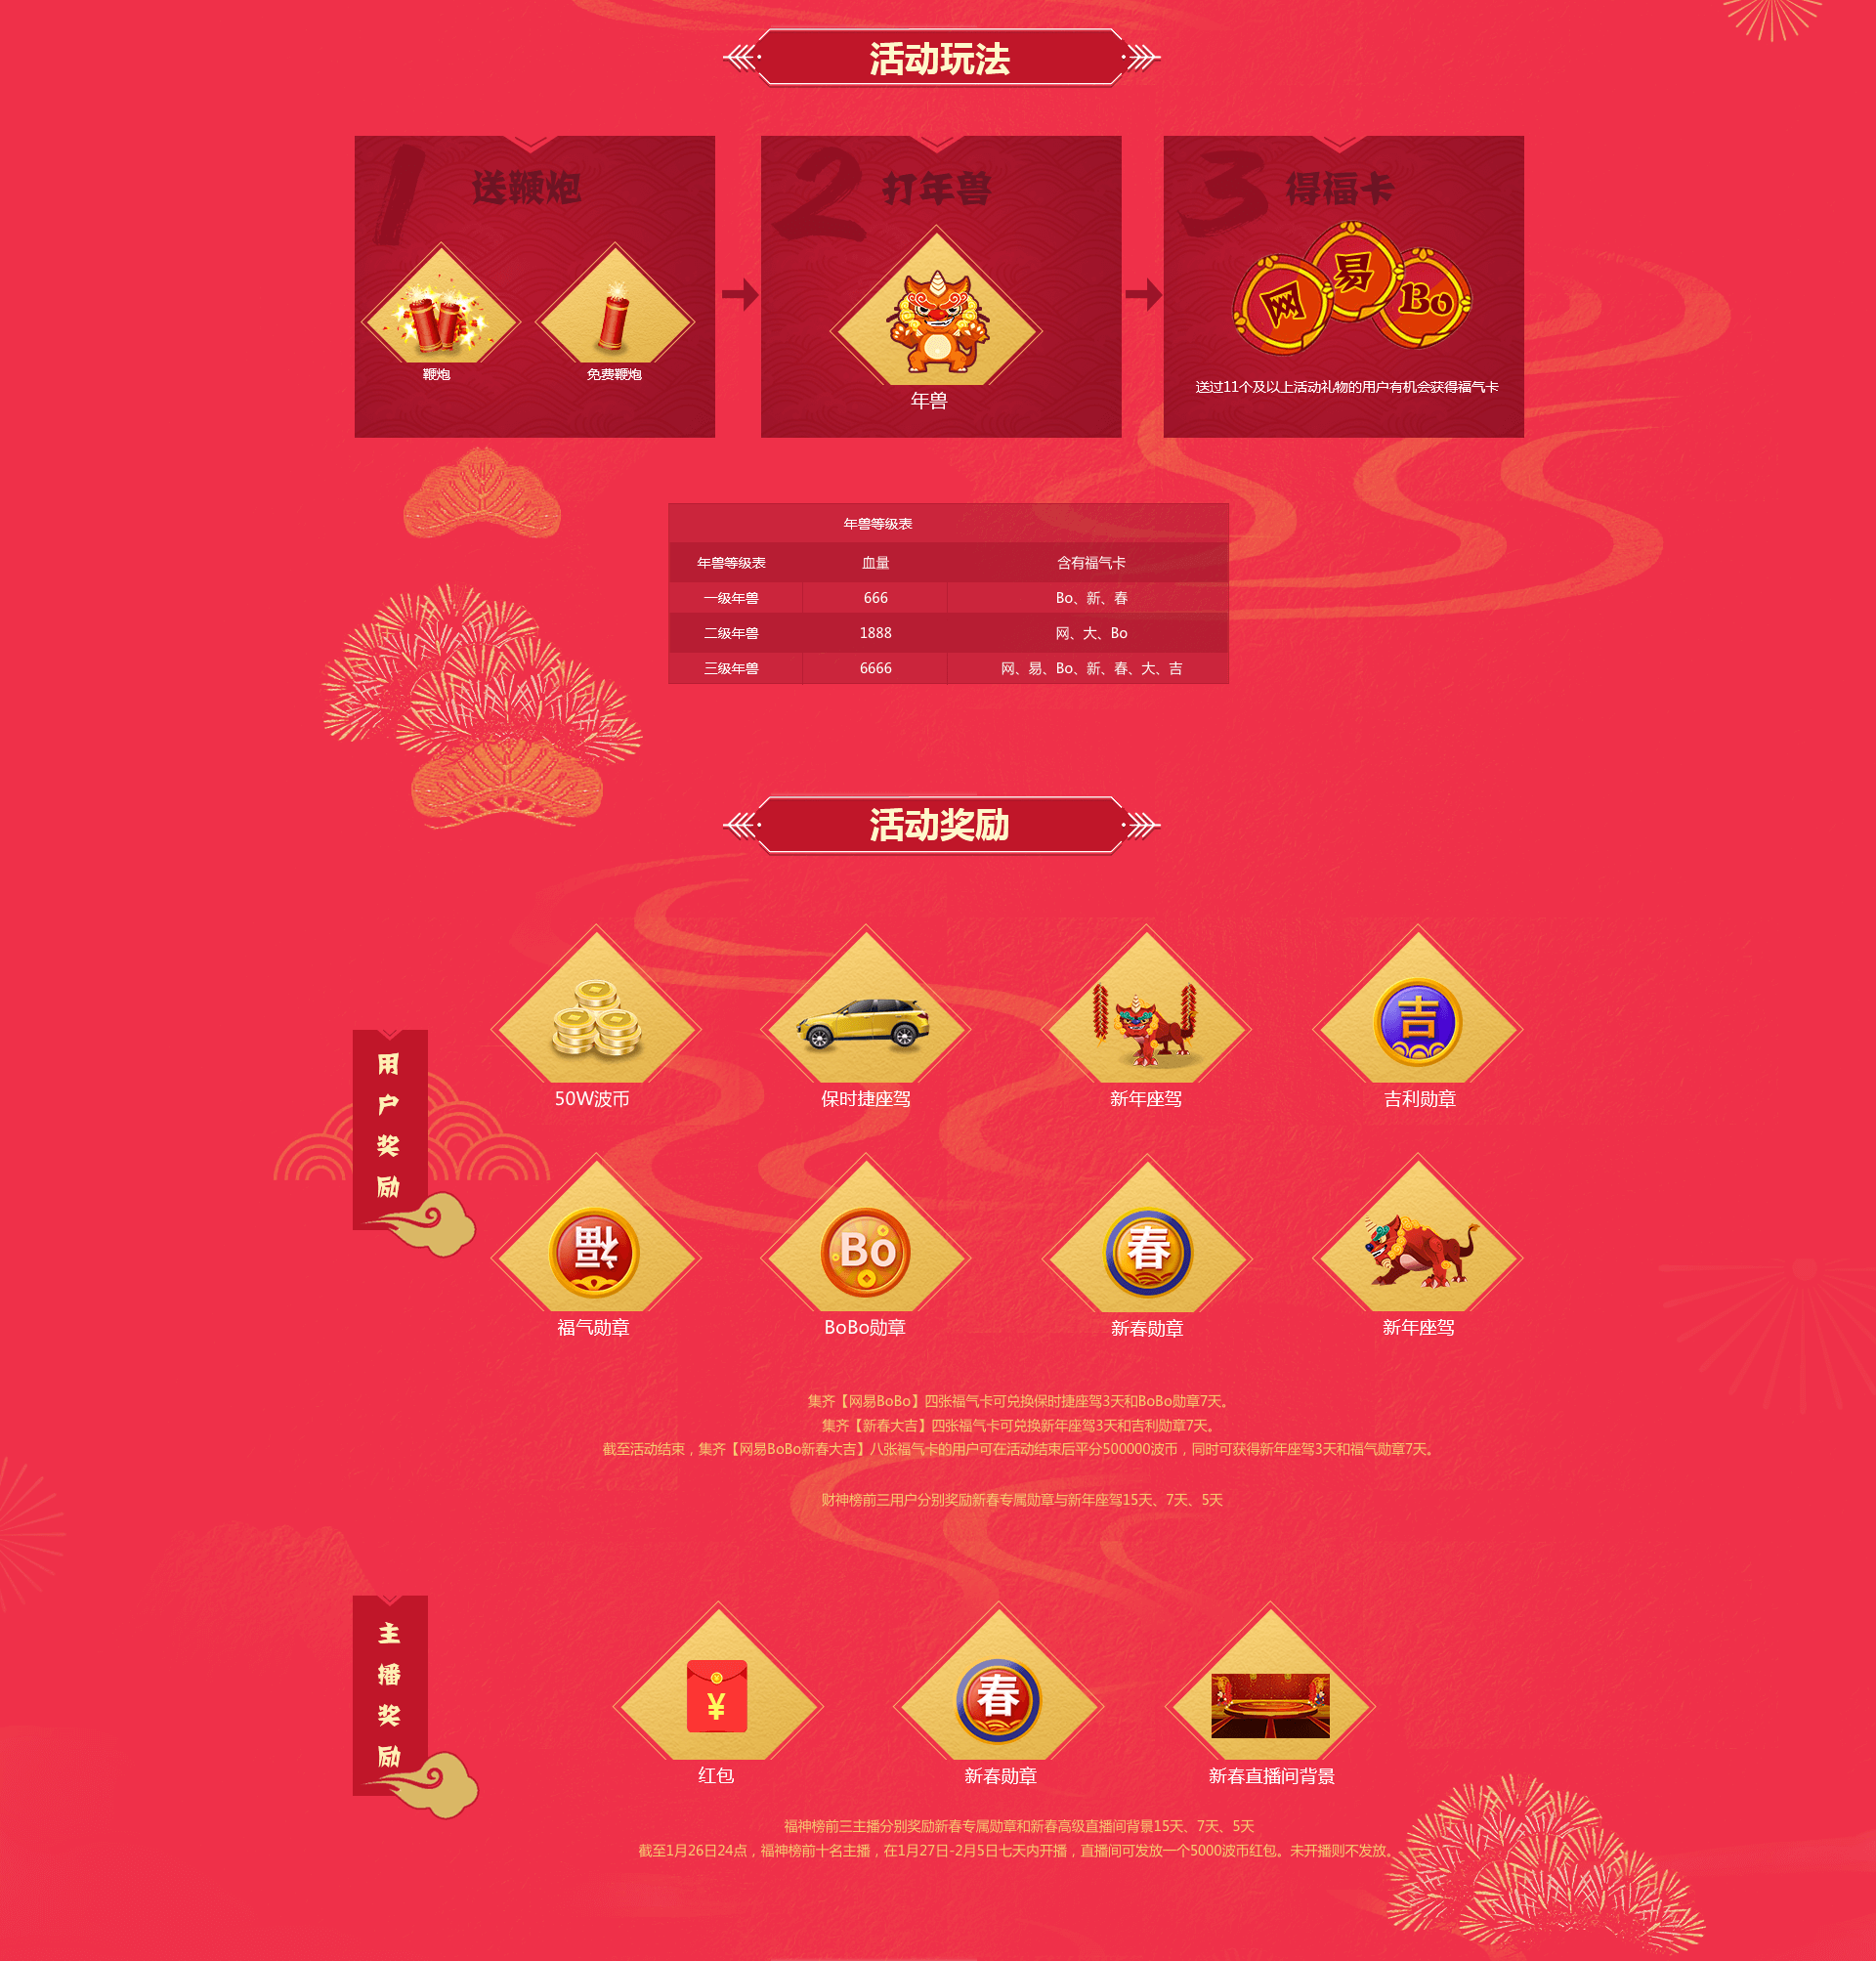 活动玩法
1 送鞭炮
鞭炮
免费鞭炮
2 打年兽
年兽
3 得福卡
网 易 Bo
送过11个及以上活动礼物的用户有机会获得福气卡
年兽等级表
年兽等级表 血量 含有福气卡
一级年兽 666 Bo、新、春
二级年兽 1888 网、大、Bo
三级年兽 6666 网、易、Bo、新、春、大、吉
活动奖励
用户奖励
吉
50W波币 保时捷座驾 新年座驾 吉利勋章
福 Bo 春
福气勋章 BoBo勋章 新春勋章 新年座驾
集齐【网易BoBo】四张福气卡可兑换保时捷座驾3天和BoBo勋章7天。
集齐【新春大吉】四张福气卡可兑换新年座驾3天和吉利勋章7天。
截至活动结束，集齐【网易BoBo新春大吉】八张福气卡的用户可在活动结束后平分500000波币，同时可获得新年座驾3天和福气勋章7天。
财神榜前三用户分别奖励新春专属勋章与新年座驾15天、7天、5天
主播奖励
¥ 春
红包 新春勋章 新春直播间背景
福神榜前三主播分别奖励新春专属勋章和新春高级直播间背景15天、7天、5天
截至1月26日24点，福神榜前十名主播，在1月27日-2月5日七天内开播，直播间可发放一个5000波币红包。未开播则不发放。